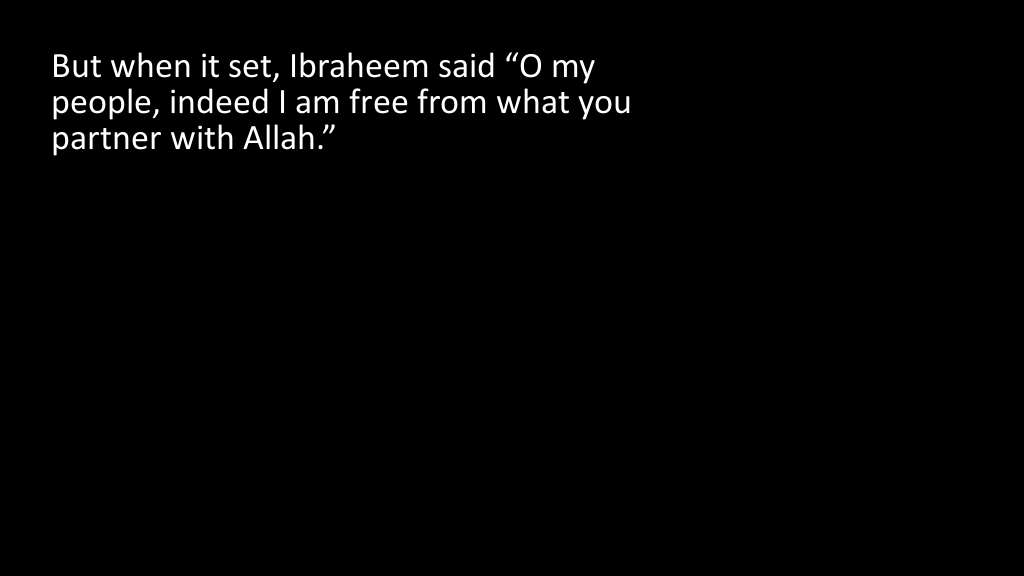 But when it set, Ibraheem said “O my
people, indeed I am free from what you
partner with Allah.”